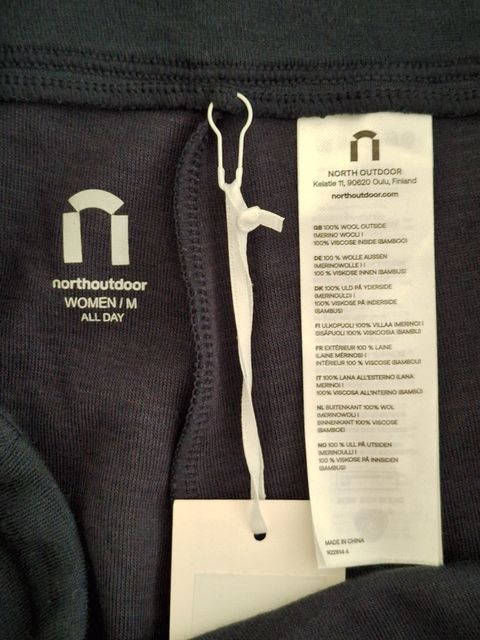 northoutdoor
WOMEN / M
ALL DAY
NORTH OUTDOOR
Kelatie 11, 90620 Oulu, Finland
northoutdoor.com
GB 100% WOOL OUTSIDE
(MERINO WOOL) I
100% VISCOSE INSIDE (BAMBOO)
DE 100 % WOLLE AUSSEN
(MERINOWOLLE ) I
100 % VISKOSE INNEN (BAMBUS)
DK 100% ULD PÅ YDERSIDE
(MERINOULD) I
100% VISKOSE PÅ INDERSIDE
(BAMBUS)
FI ULKOPUOLI 100% VILLAA (MERINO) I
SISÄPUOLI 100% VISKOOSIA (BAMBU)
FR EXTÉRIEUR 100 % LAINE
(LAINE MÉRINOS) I
INTÉRIEUR 100 % VISCOSE (BAMBOU)
IT 100% LANA ALL'ESTERNO (LANA
MERINO) I
100% VISCOSA ALL'INTERNO (BAMBÙ)
NL BUITENKANT 100% WOL
(MERINOWOL) I
BINNENKANT 100% VISCOSE
(BAMBOE)
NO 100 % ULL PÅ UTSIDEN
(MERINOULL) I
100 % VISKOSE PÅ INNSIDEN
(BAMBUS)
MADE IN CHINA
9022814-4